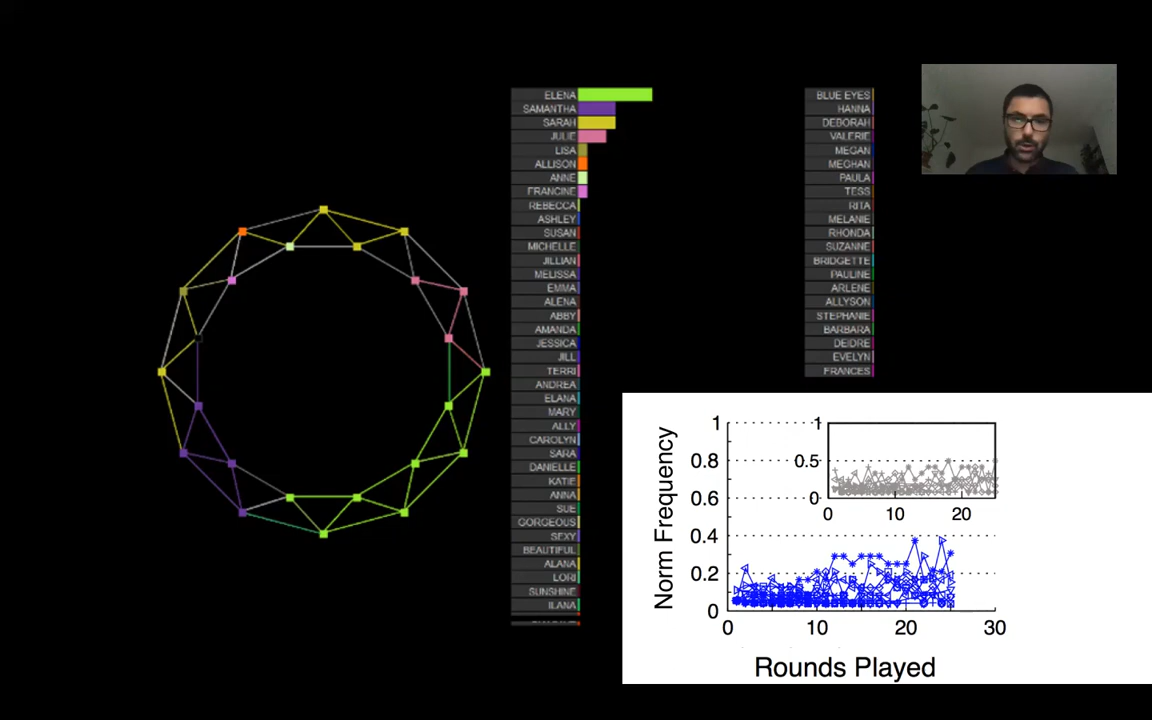 ELENA
SAMANTHA
SARAH
JULIE
LISA
ALLISON
ANNE
FRANCINE
REBECCA
ASHLEY
SUSAN
MICHELLE
JILLIAN
MELISSA
EMMA
ALENA
ABBY
AMANDA
JESSICA
JILL
TERRI
ANDREA
ELANA
MARY
ALLY
CAROLYN
SARA
DANIELLE
KATIE
ANNA
SUE
GORGEOUS
SEXY
BEAUTIFUL
ALANA
LORI
SUNSHINE
ILANA
BLUE EYES
HANNA
DEBORAH
VALERIE
MEGAN
MEGHAN
PAULA
TESS
RITA
MELANIE
RHONDA
SUZANNE
BRIDGETTE
PAULINE
ARLENE
ALLYSON
STEPHANIE
BARBARA
DEIDRE
EVELYN
FRANCES
Norm Frequency
1
0.8
0.6
0.4
0.2
0
0 10 20 30
Rounds Played
1
0.5
0
0 10 20